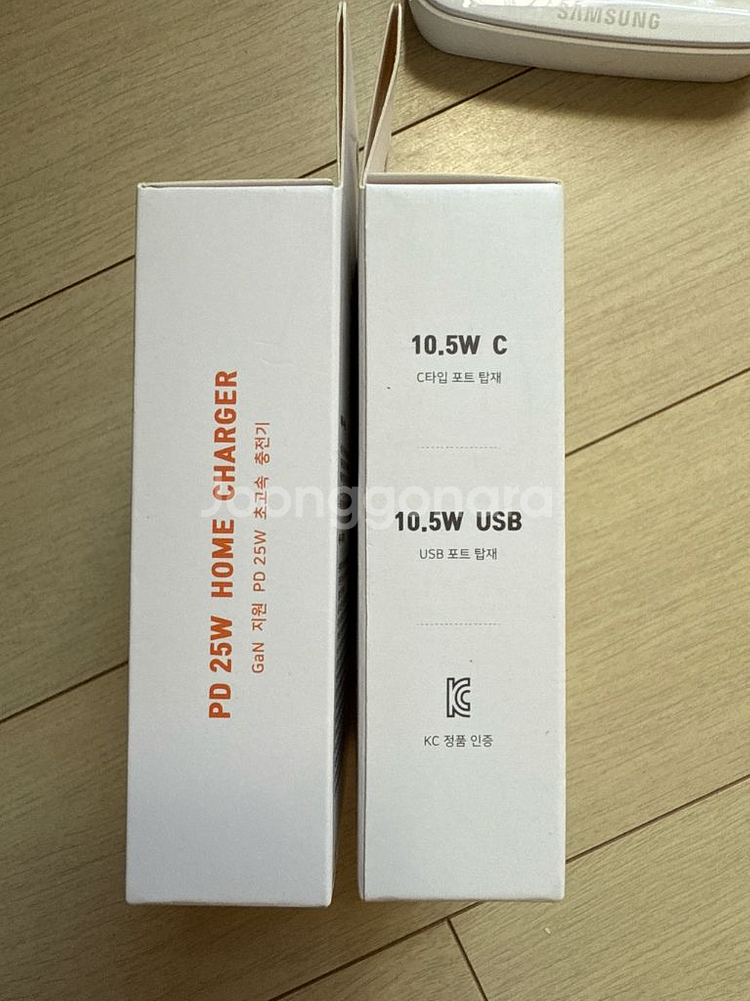 SAMSUNG
PD 25W HOME CHARGER
GaN 지원 PD 25W 초고속 충전기
10.5W C
C타입 포트 탑재
Joonggonara
10.5W USB
USB 포트 탑재
KC
KC 정품 인증